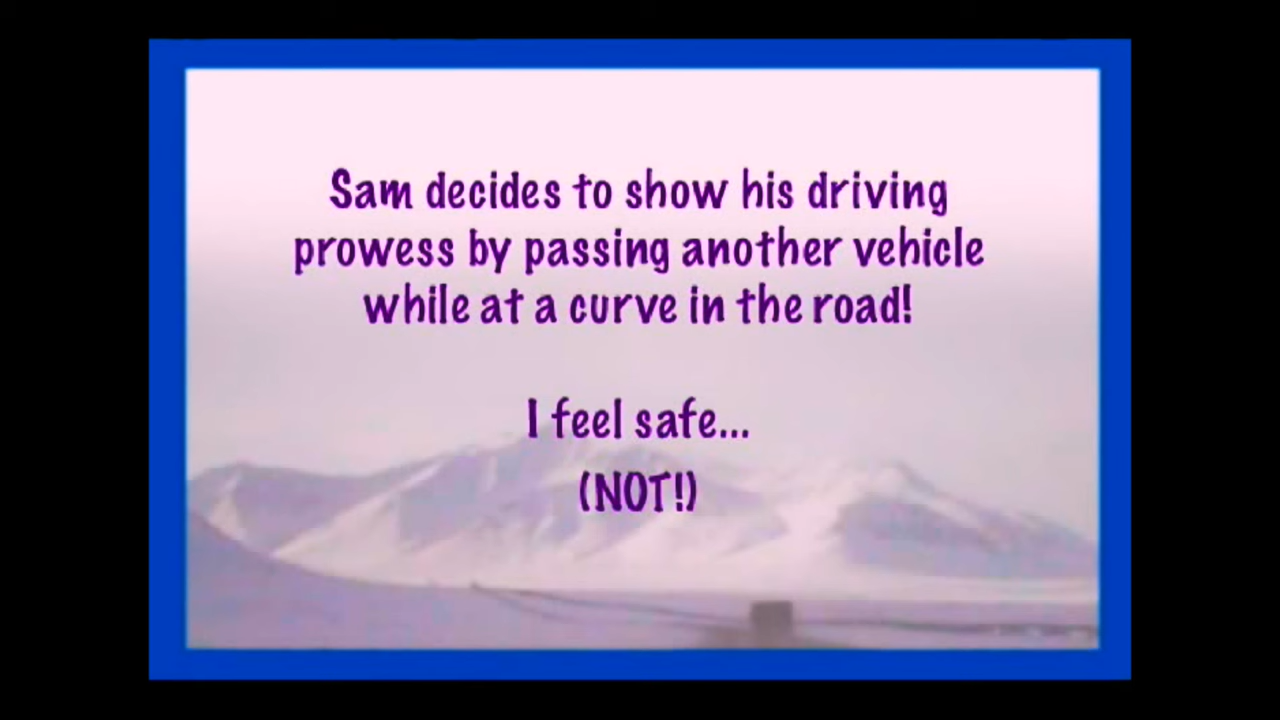 Sam decides to show his driving
prowess by passing another vehicle
while at a curve in the road!
I feel safe...
(NOT!)